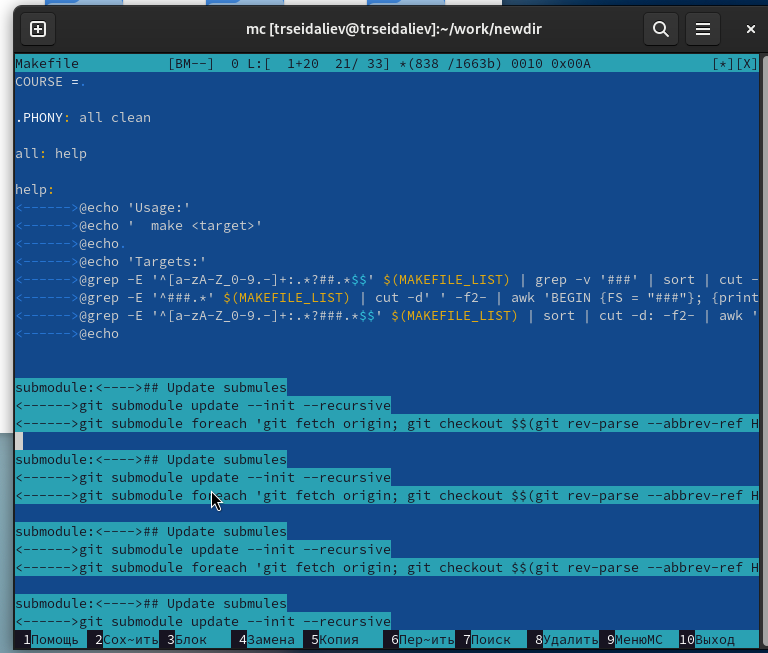 mc [trseidaliev@trseidaliev]:~/work/newdir
Makefile           [BM--]  0 L:[  1+20  21/ 33] *(838 /1663b) 0010 0x00A               [*][X]
COURSE =.
.PHONY: all clean
all: help
help:
<------>@echo 'Usage:'
<------>@echo '  make <target>'
<------>@echo.
<------>@echo 'Targets:'
<------>@grep -E '^[a-zA-Z_0-9.-]+:.*?##.*$$' $(MAKEFILE_LIST) | grep -v '###' | sort | cut -
<------>@grep -E '^###.*' $(MAKEFILE_LIST) | cut -d' ' -f2- | awk 'BEGIN {FS = "###"}; {print
<------>@grep -E '^[a-zA-Z_0-9.-]+:.*?###.*$$' $(MAKEFILE_LIST) | sort | cut -d: -f2- | awk '
<------>@echo
submodule:<---->## Update submules
<------>git submodule update --init --recursive
<------>git submodule foreach 'git fetch origin; git checkout $$(git rev-parse --abbrev-ref H
submodule:<---->## Update submules
<------>git submodule update --init --recursive
<------>git submodule foreach 'git fetch origin; git checkout $$(git rev-parse --abbrev-ref H
submodule:<---->## Update submules
<------>git submodule update --init --recursive
<------>git submodule foreach 'git fetch origin; git checkout $$(git rev-parse --abbrev-ref H
submodule:<---->## Update submules
<------>git submodule update --init --recursive
1Помощь 2Сох~ить 3Блок 4Замена 5Копия 6Пер~ить 7Поиск 8Удалить 9МенюMC 10Выход